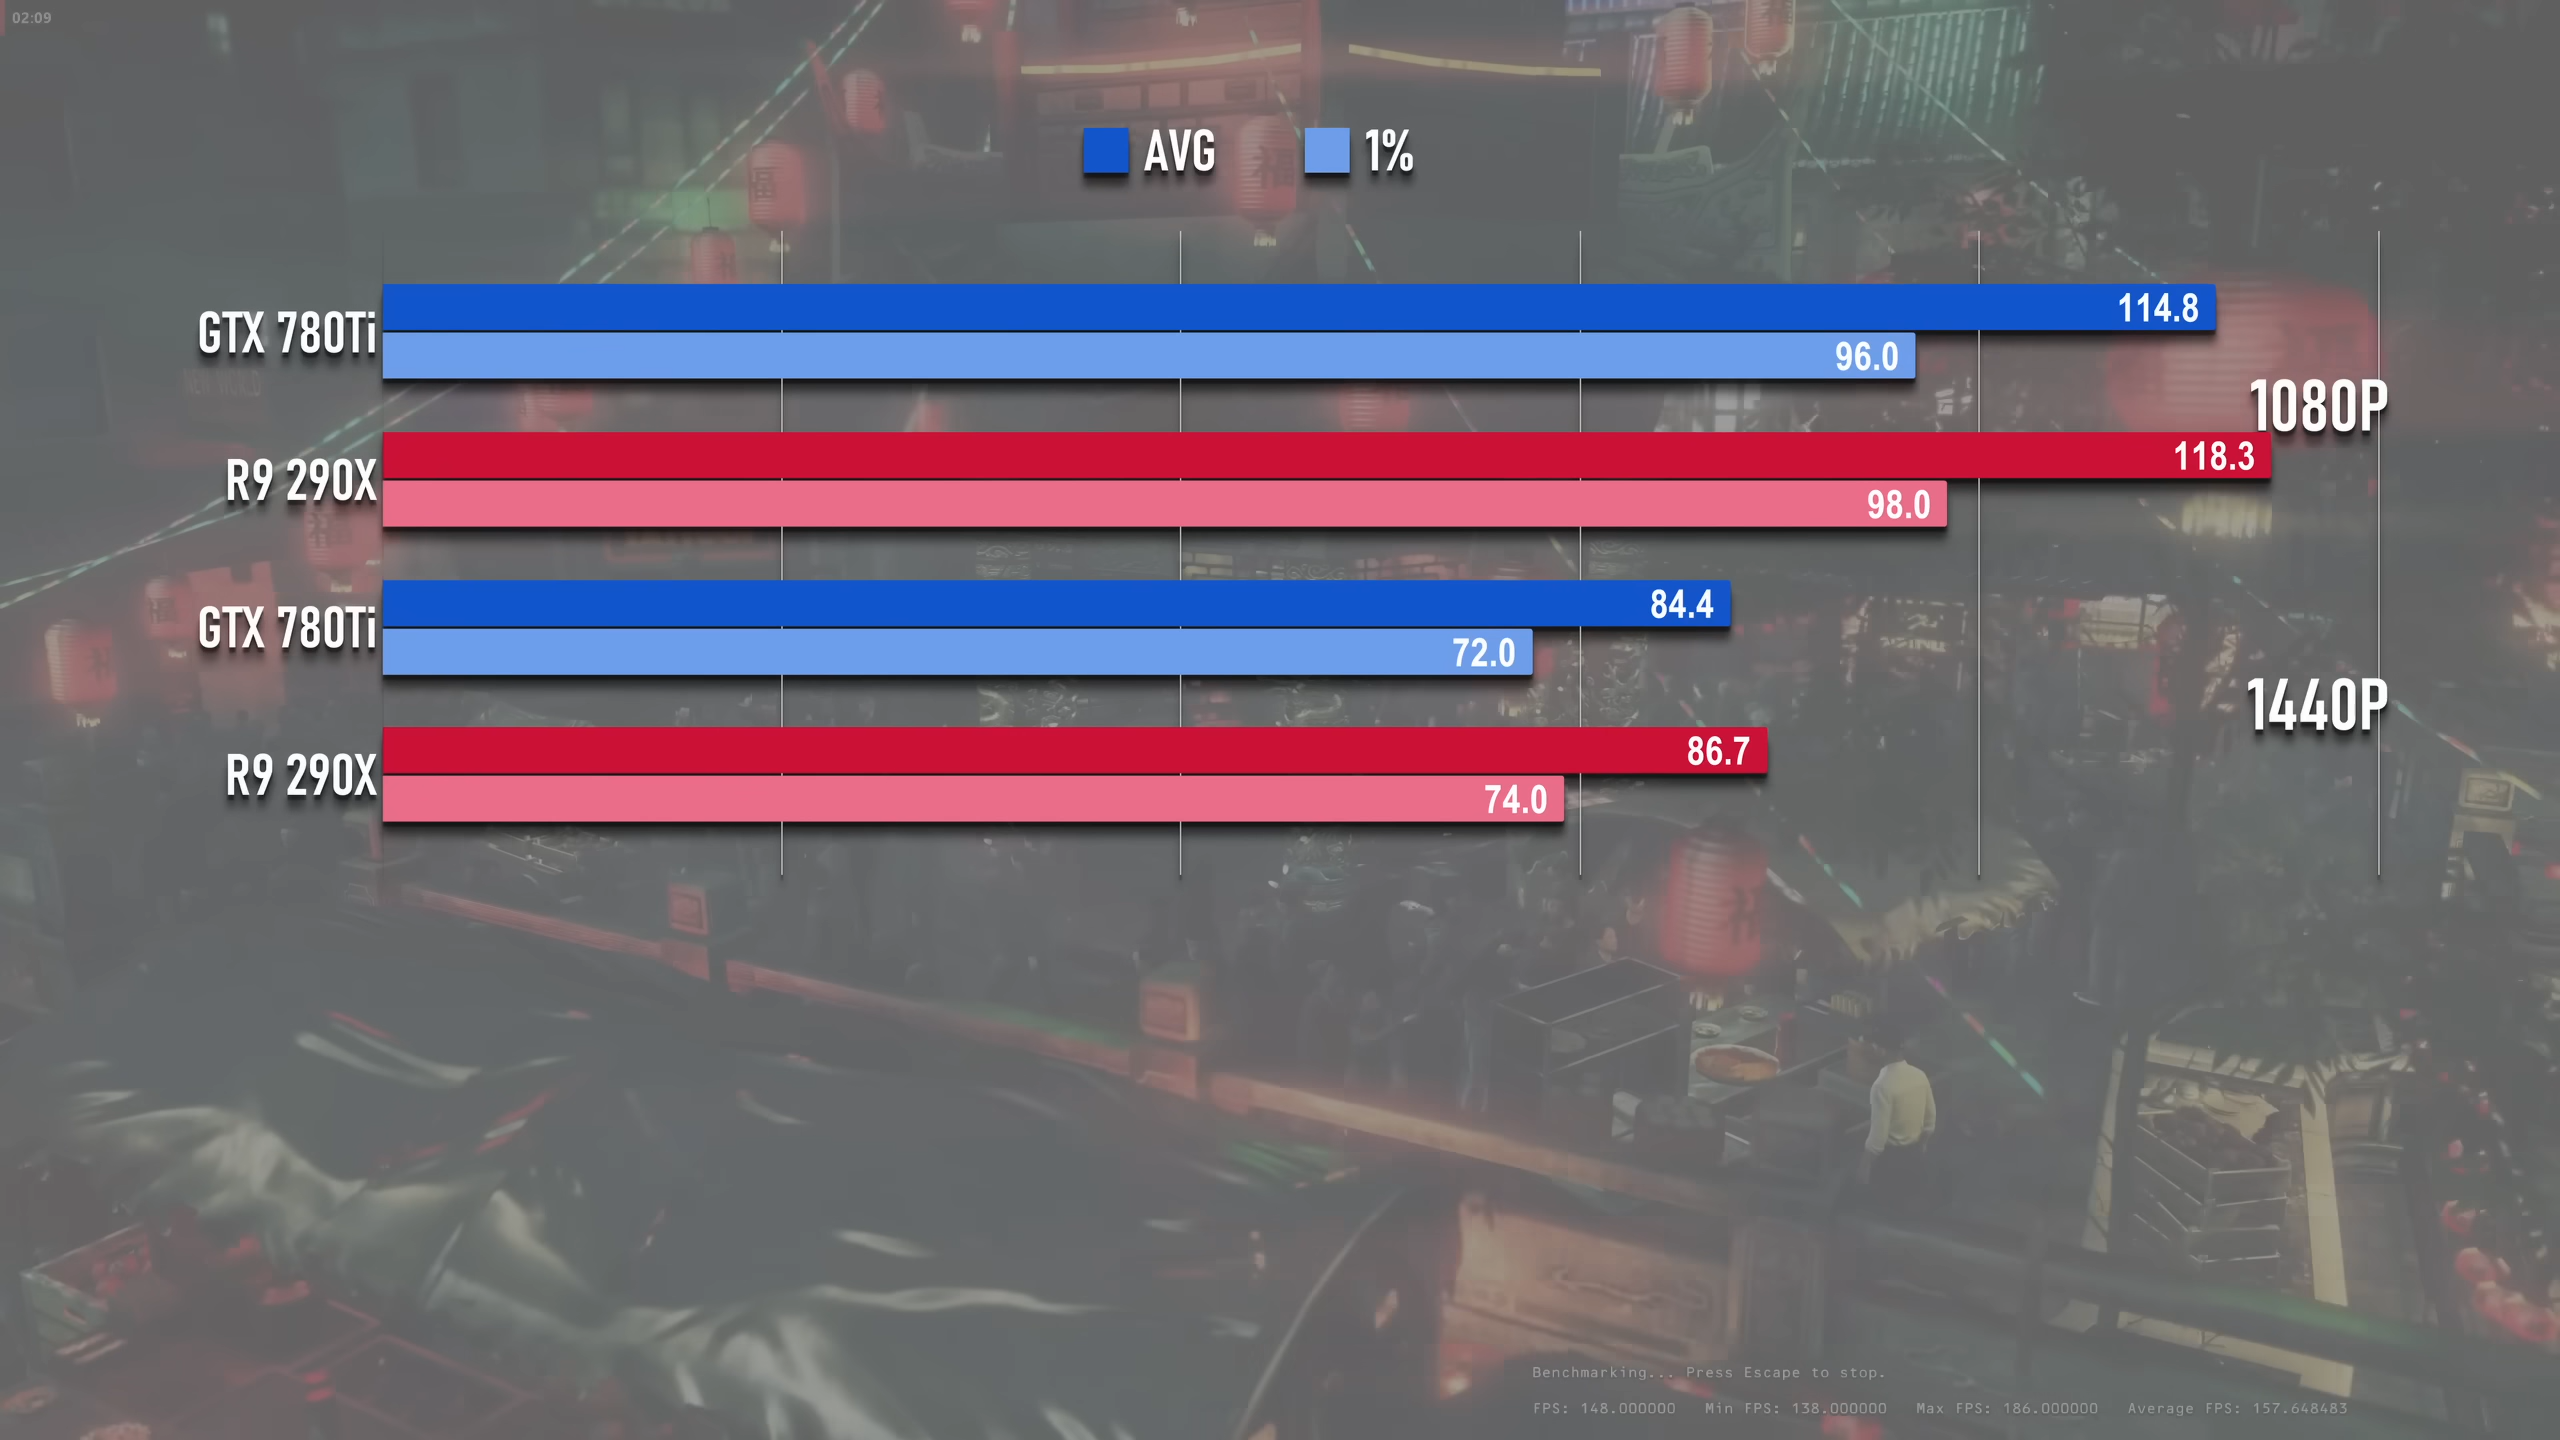 02:09
AVG 1%
GTX 780Ti 114.8
96.0
1080P
R9 290X 118.3
98.0
GTX 780Ti 84.4
72.0
1440P
R9 290X 86.7
74.0
Benchmarking... Press Escape to stop.
FPS: 148.000000 Min FPS: 138.000000 Max FPS: 186.000000 Average FPS: 157.648483
福
福